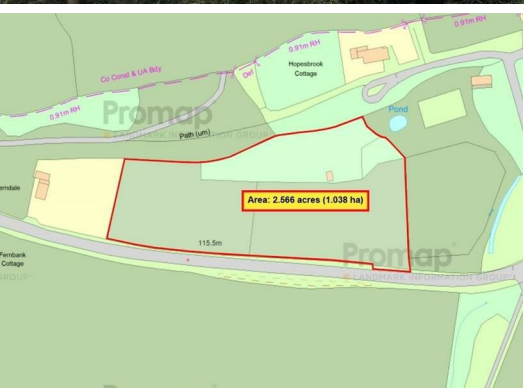 0.91m RH
Co Const & UA Bdy
Def
0.91m RH
Hopesbrook
Cottage
0.91m RH
Promap
LANDMARK INFORMATION GROUP
Path (um)
Pond
Area: 2.566 acres (1.038 ha)
115.5m
Fernbank
Cottage
Promap
LANDMARK INFORMATION GROUP